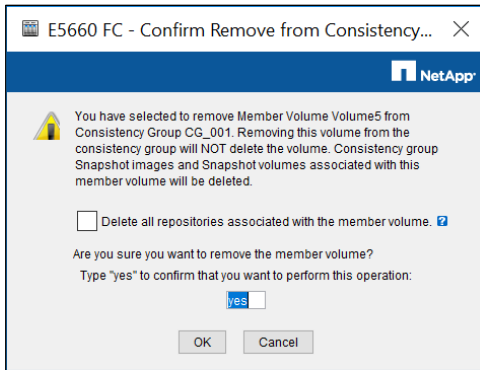 E5660 FC - Confirm Remove from Consistency...
NetApp
You have selected to remove Member Volume Volume5 from
Consistency Group CG_001. Removing this volume from the
consistency group will NOT delete the volume. Consistency group
Snapshot images and Snapshot volumes associated with this
member volume will be deleted.
Delete all repositories associated with the member volume. ?
Are you sure you want to remove the member volume?
Type "yes" to confirm that you want to perform this operation:
yes
OK Cancel